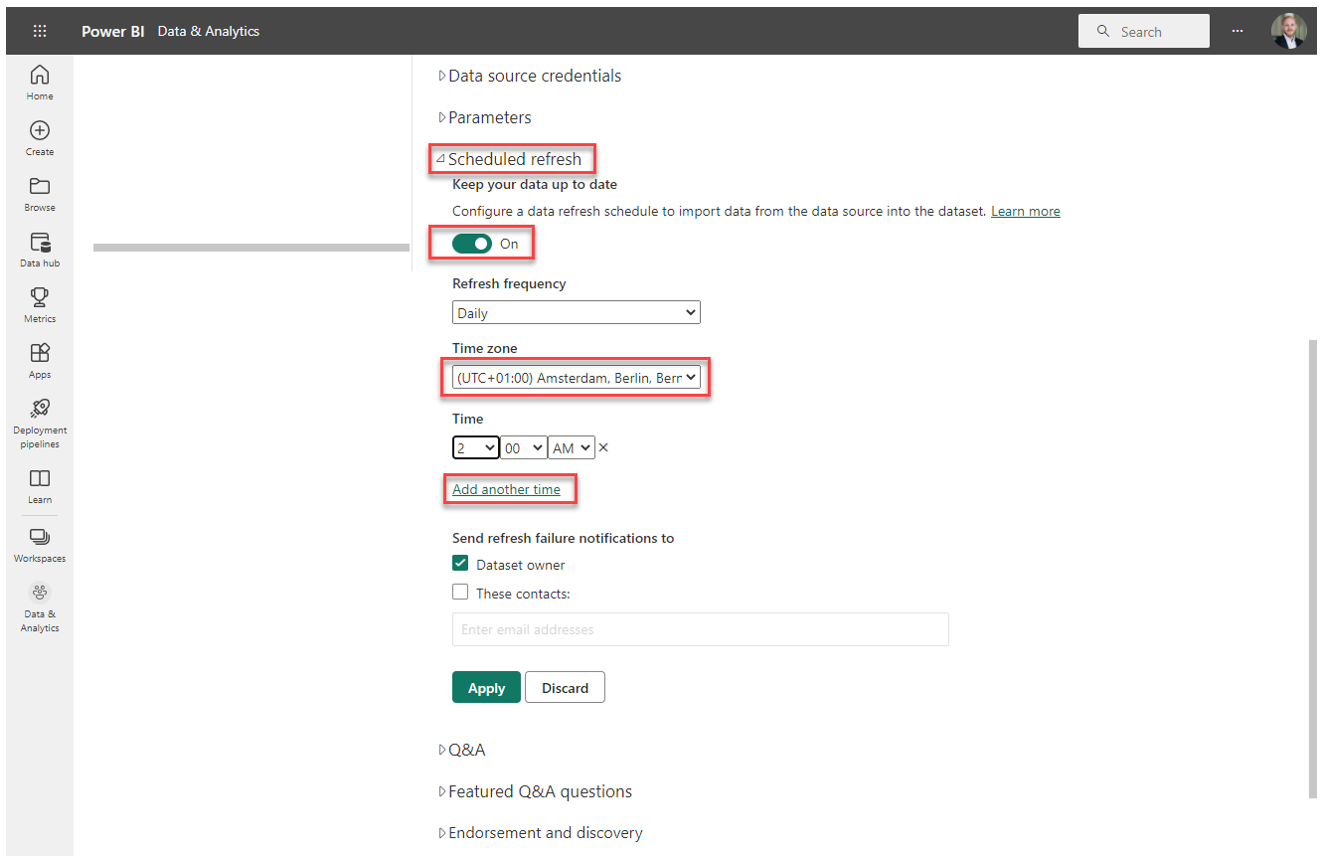 Power BI Data & Analytics
Search
Home
Create
Browse
Data hub
Metrics
Apps
Deployment
pipelines
Learn
Workspaces
Data &
Analytics
Data source credentials
Parameters
Scheduled refresh
Keep your data up to date
Configure a data refresh schedule to import data from the data source into the dataset. Learn more
On
Refresh frequency
Daily
Time zone
(UTC+01:00) Amsterdam, Berlin, Bern
Time
2 00 AM
Add another time
Send refresh failure notifications to
Dataset owner
These contacts:
Enter email addresses
Apply Discard
Q&A
Featured Q&A questions
Endorsement and discovery